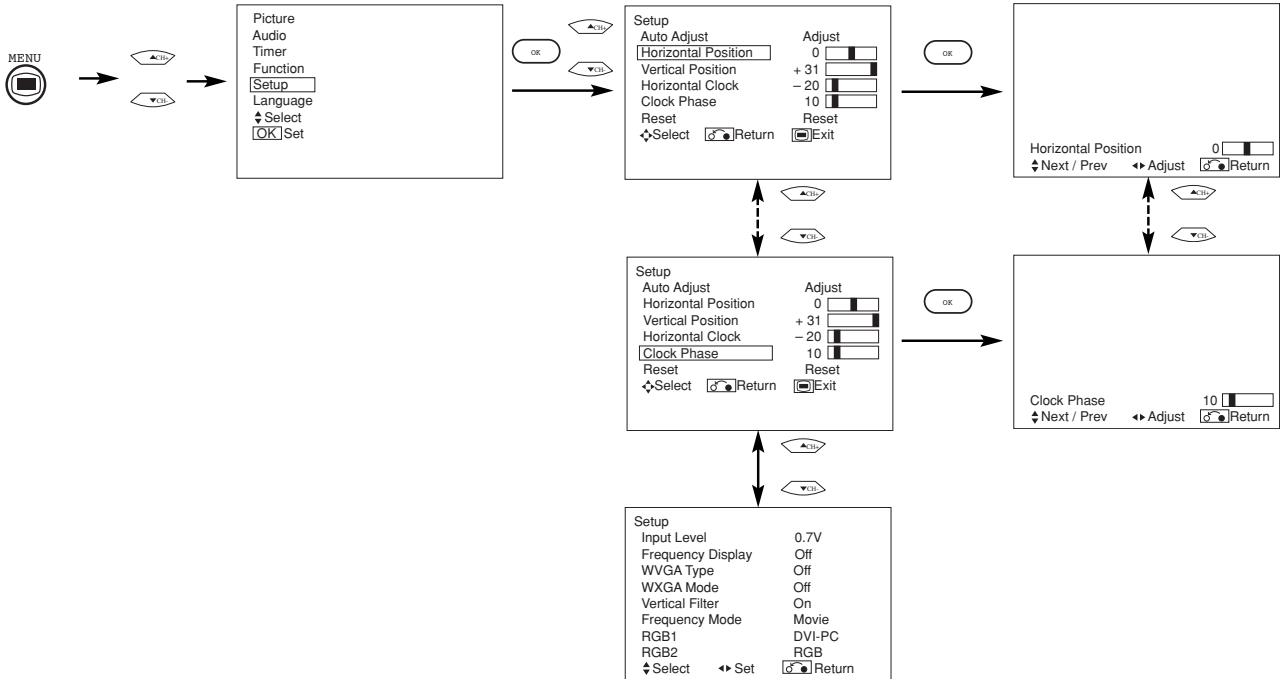 MENU
▲CH+
▼CH-
Picture
Audio
Timer
Function
Setup
Language
Select
OK Set
OK
▲CH+
▼CH-
Setup
Auto Adjust Adjust
Horizontal Position 0
Vertical Position + 31
Horizontal Clock – 20
Clock Phase 10
Reset Reset
Select Return Exit
OK
Horizontal Position 0
Next / Prev Adjust Return
▲CH+
▼CH-
▲CH+
▼CH-
Setup
Auto Adjust Adjust
Horizontal Position 0
Vertical Position + 31
Horizontal Clock – 20
Clock Phase 10
Reset Reset
Select Return Exit
OK
Clock Phase 10
Next / Prev Adjust Return
▲CH+
▼CH-
Setup
Input Level 0.7V
Frequency Display Off
WVGA Type Off
WXGA Mode Off
Vertical Filter On
Frequency Mode Movie
RGB1 DVI-PC
RGB2 RGB
Select Set Return